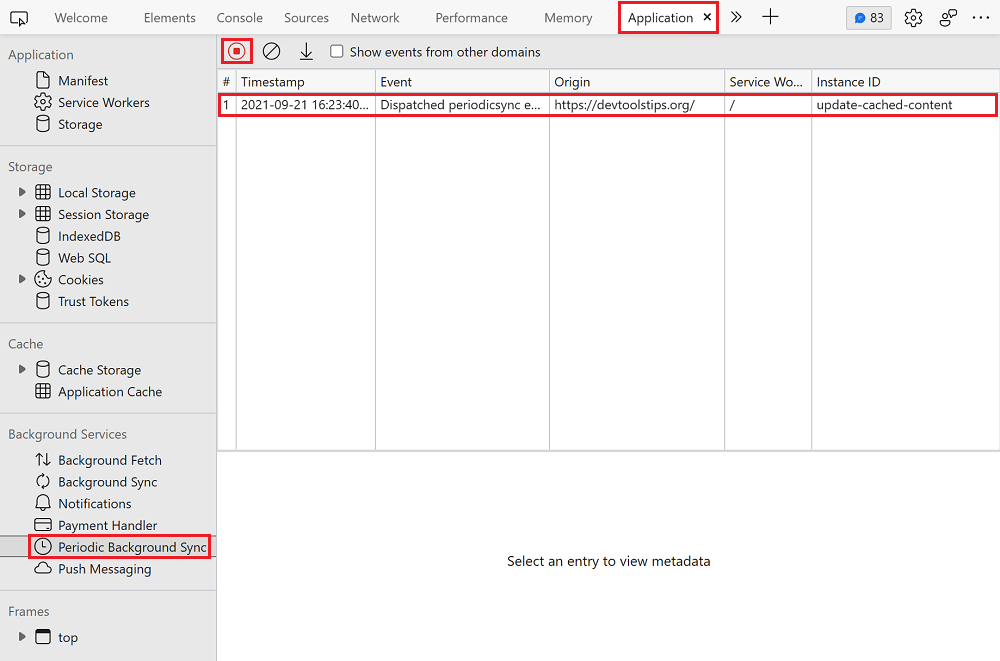 Welcome Elements Console Sources Network Performance Memory Application 83
Application
Manifest
Service Workers
Storage
Storage
Local Storage
Session Storage
IndexedDB
Web SQL
Cookies
Trust Tokens
Cache
Cache Storage
Application Cache
Background Services
Background Fetch
Background Sync
Notifications
Payment Handler
Periodic Background Sync
Push Messaging
Frames
top
Show events from other domains
# Timestamp Event Origin Service Wo... Instance ID
1 2021-09-21 16:23:40... Dispatched periodicsync e... https://devtoolstips.org/ / update-cached-content
Select an entry to view metadata